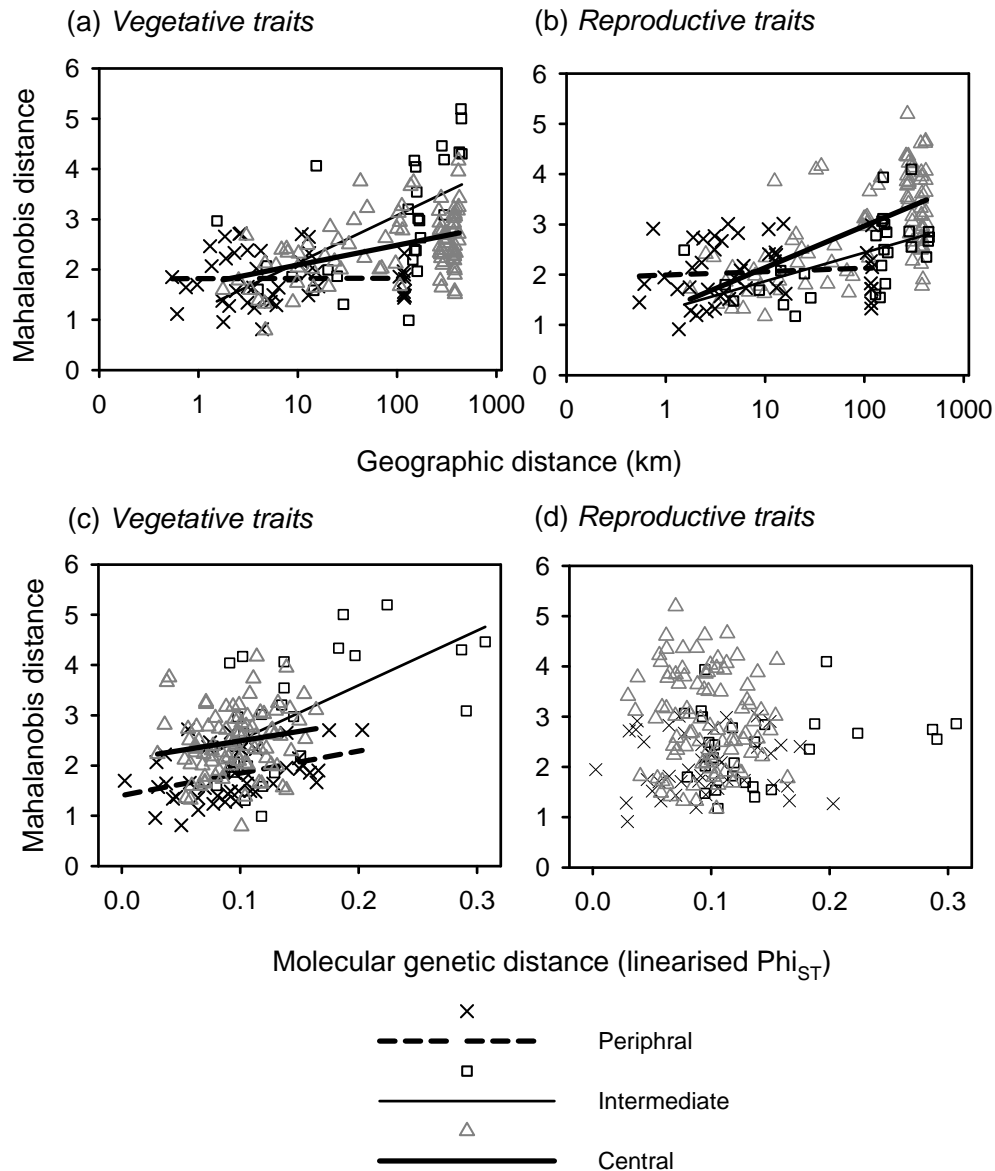 (a) Vegetative traits
(b) Reproductive traits
Mahalanobis distance
6
5
4
3
2
1
0
0 1 10 100 1000
6
5
4
3
2
1
0
0 1 10 100 1000
Geographic distance (km)
(c) Vegetative traits
(d) Reproductive traits
Mahalanobis distance
6
5
4
3
2
1
0
0.0 0.1 0.2 0.3
6
5
4
3
2
1
0
0.0 0.1 0.2 0.3
Molecular genetic distance (linearised PhiST)
Periphral
Intermediate
Central